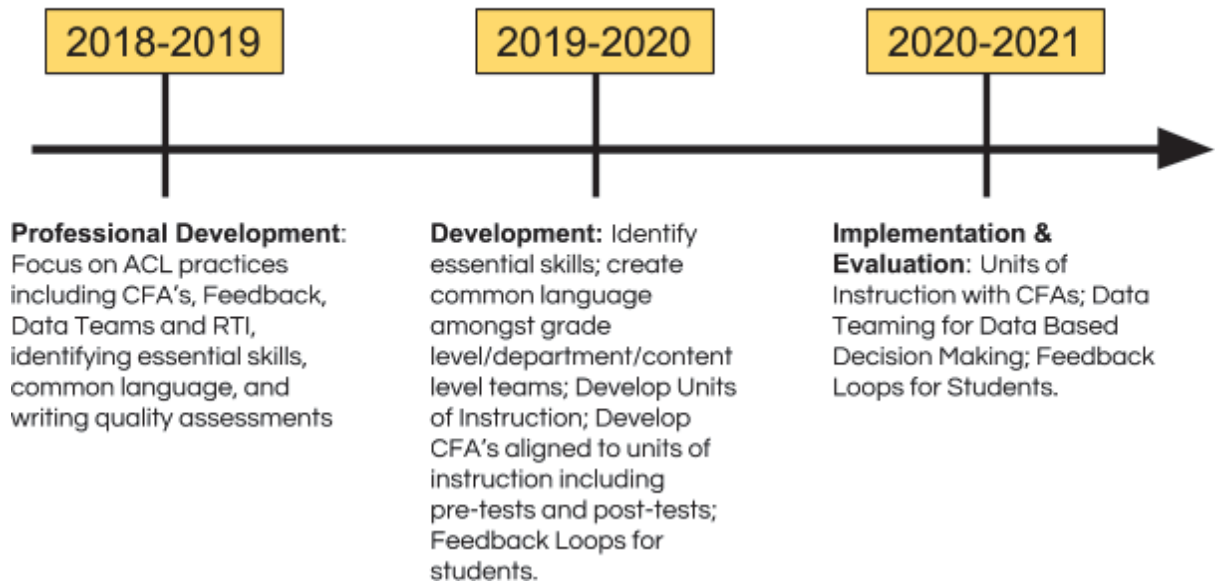 2018-2019
2019-2020
2020-2021
Professional Development:
Focus on ACL practices
including CFA's, Feedback,
Data Teams and RTI,
identifying essential skills,
common language, and
writing quality assessments
Development: Identify
essential skills; create
common language
amongst grade
level/department/content
level teams; Develop Units
of Instruction; Develop
CFA's aligned to units of
instruction including
pre-tests and post-tests;
Feedback Loops for
students.
Implementation &
Evaluation: Units of
Instruction with CFAs; Data
Teaming for Data Based
Decision Making; Feedback
Loops for Students.